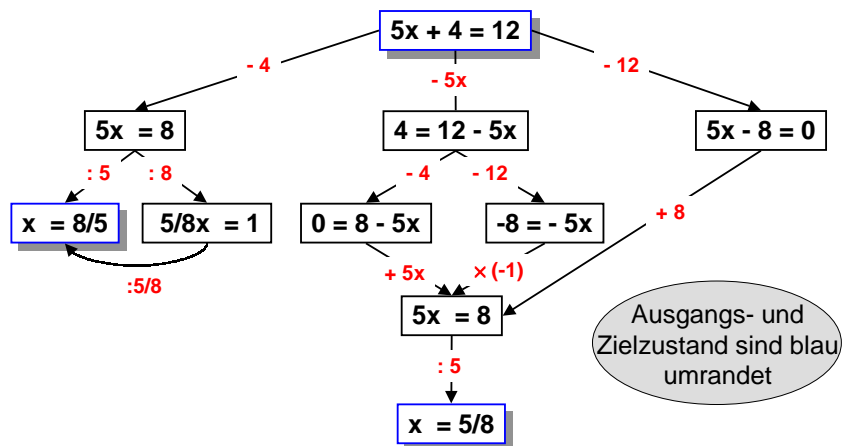 5x + 4 = 12
- 4
- 5x
- 12
5x = 8
4 = 12 - 5x
5x - 8 = 0
: 5
: 8
- 4
- 12
x = 8/5
5/8x = 1
0 = 8 - 5x
-8 = - 5x
+ 8
:5/8
+ 5x
× (-1)
5x = 8
Ausgangs- und
Zielzustand sind blau
umrandet
: 5
x = 5/8